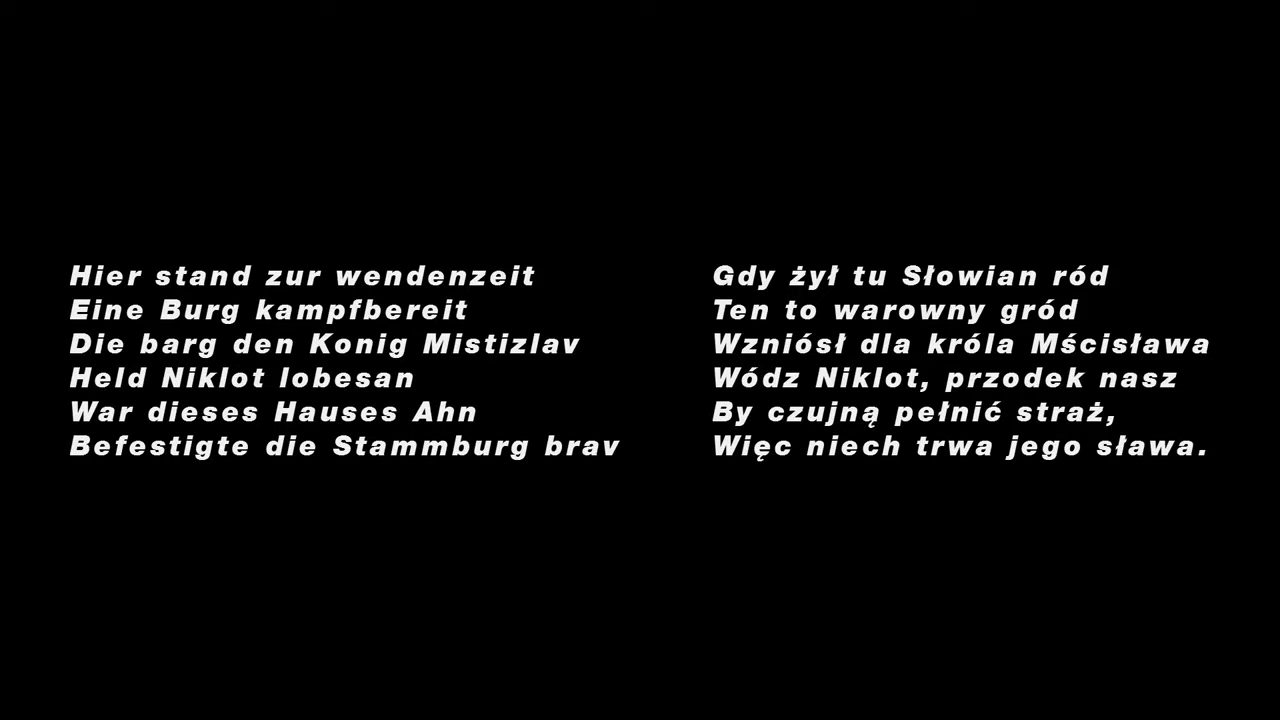 Hier stand zur wendenzeit
Eine Burg kampfbereit
Die barg den Konig Mistizlav
Held Niklot lobesan
War dieses Hauses Ahn
Befestigte die Stammburg brav
Gdy żył tu Słowian ród
Ten to warowny gród
Wzniósł dla króla Mścisława
Wódz Niklot, przodek nasz
By czujną pełnić straż,
Więc niech trwa jego sława.